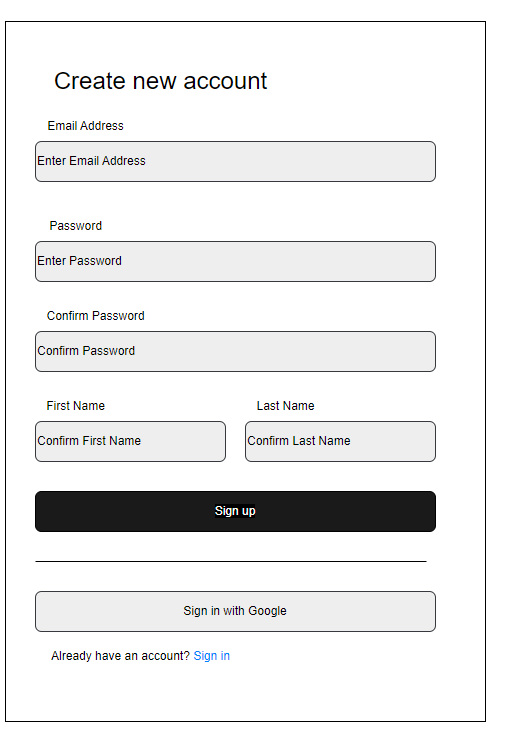 Create new account
Email Address
Enter Email Address
Password
Enter Password
Confirm Password
Confirm Password
First Name Last Name
Confirm First Name Confirm Last Name
Sign up
Sign in with Google
Already have an account? Sign in